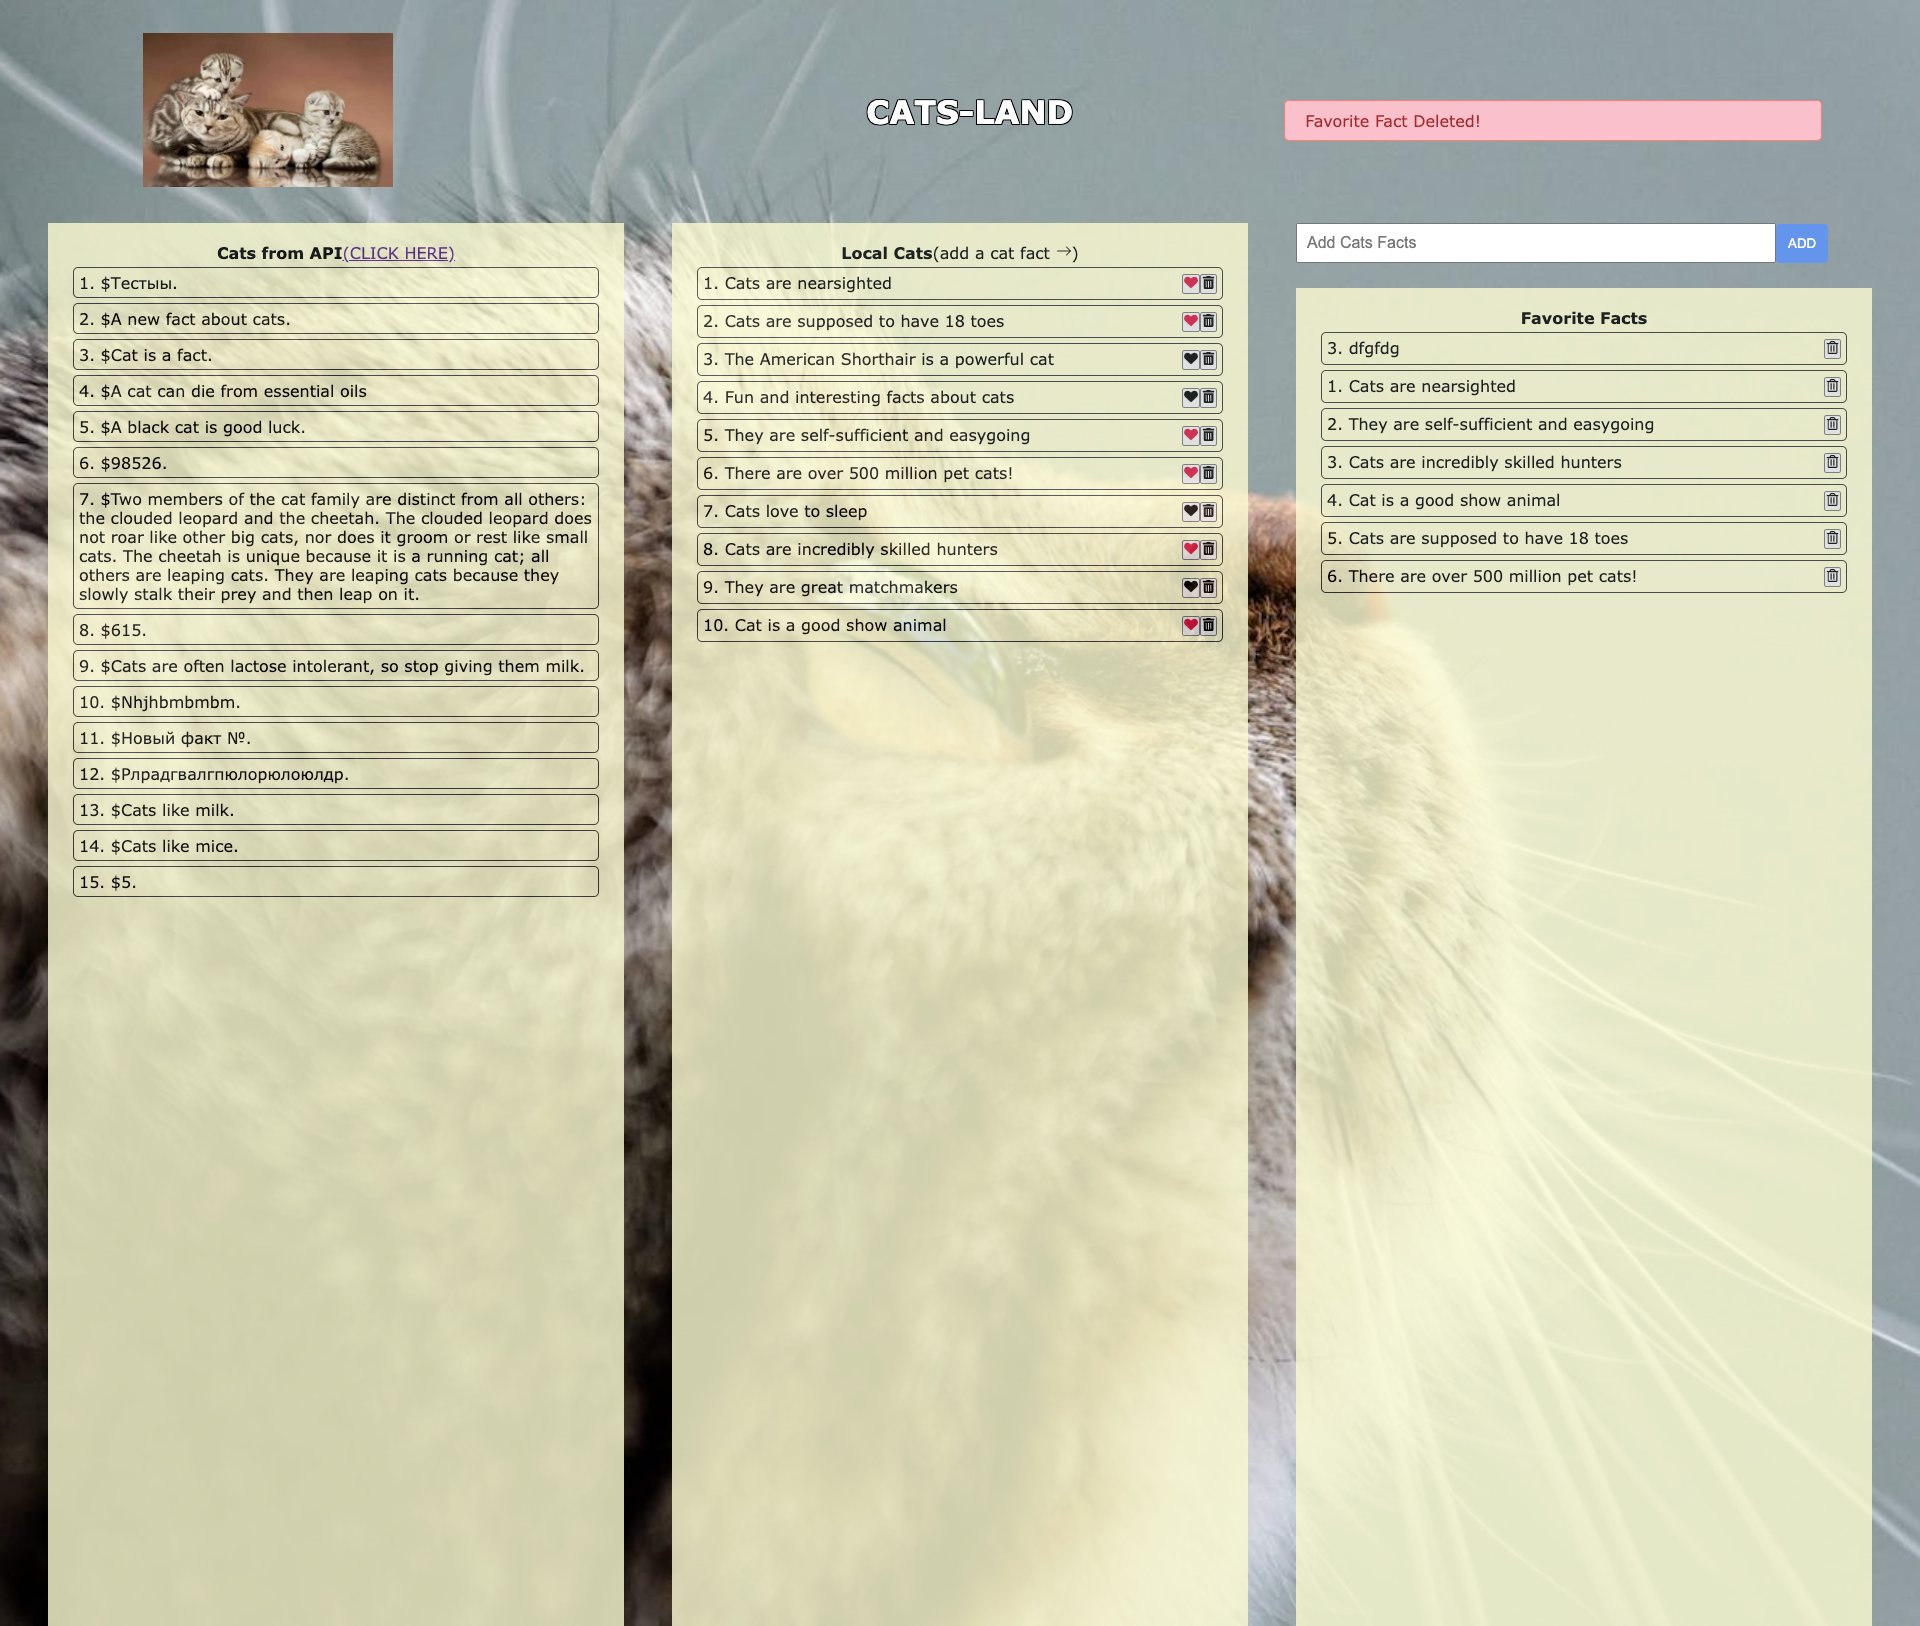 CATS-LAND
Favorite Fact Deleted!
Cats from API(CLICK HERE)
1. $Тестыы.
2. $A new fact about cats.
3. $Cat is a fact.
4. $A cat can die from essential oils
5. $A black cat is good luck.
6. $98526.
7. $Two members of the cat family are distinct from all others:
the clouded leopard and the cheetah. The clouded leopard does
not roar like other big cats, nor does it groom or rest like small
cats. The cheetah is unique because it is a running cat; all
others are leaping cats. They are leaping cats because they
slowly stalk their prey and then leap on it.
8. $615.
9. $Cats are often lactose intolerant, so stop giving them milk.
10. $Nhjhbmbmbm.
11. $Новый факт №.
12. $Рлрадгвалгпюлорюлоюлдр.
13. $Cats like milk.
14. $Cats like mice.
15. $5.
Local Cats(add a cat fact →)
1. Cats are nearsighted
2. Cats are supposed to have 18 toes
3. The American Shorthair is a powerful cat
4. Fun and interesting facts about cats
5. They are self-sufficient and easygoing
6. There are over 500 million pet cats!
7. Cats love to sleep
8. Cats are incredibly skilled hunters
9. They are great matchmakers
10. Cat is a good show animal
Add Cats Facts
ADD
Favorite Facts
3. dfgfdg
1. Cats are nearsighted
2. They are self-sufficient and easygoing
3. Cats are incredibly skilled hunters
4. Cat is a good show animal
5. Cats are supposed to have 18 toes
6. There are over 500 million pet cats!